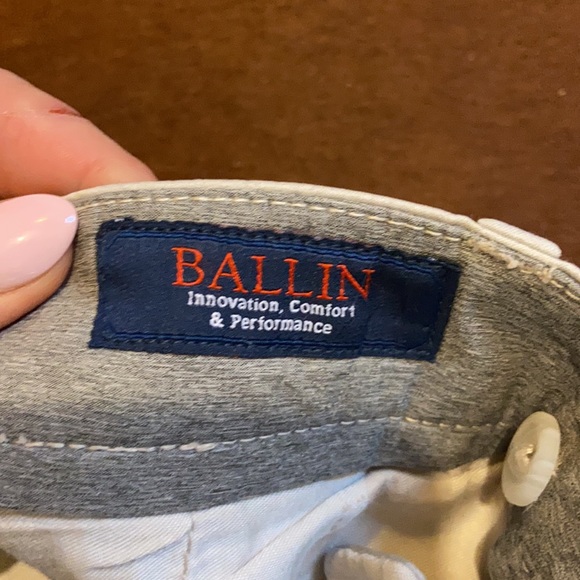 BALLIN
Innovation, Comfort
& Performance